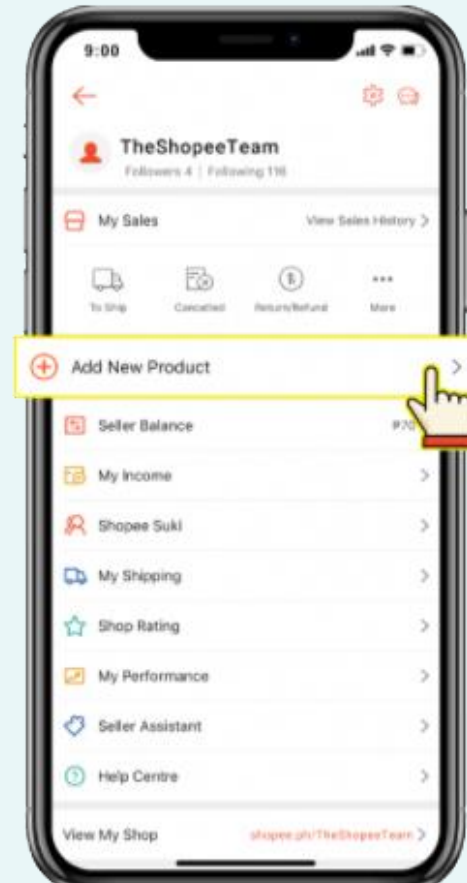 9:00
TheShopeeTeam
Followers 4 | Following 116
My Sales
View Sales History >
To Ship
Cancelled
Return/Refund
More
Add New Product
Seller Balance
₱70
My Income
Shopee Suki
My Shipping
Shop Rating
My Performance
Seller Assistant
Help Centre
View My Shop
shopee.ph/TheShopeeTeam >